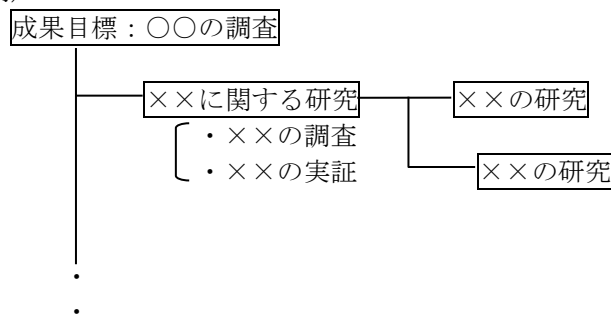 成果目標：○○の調査
××に関する研究
××の研究
・××の調査
・××の実証
××の研究
・
・